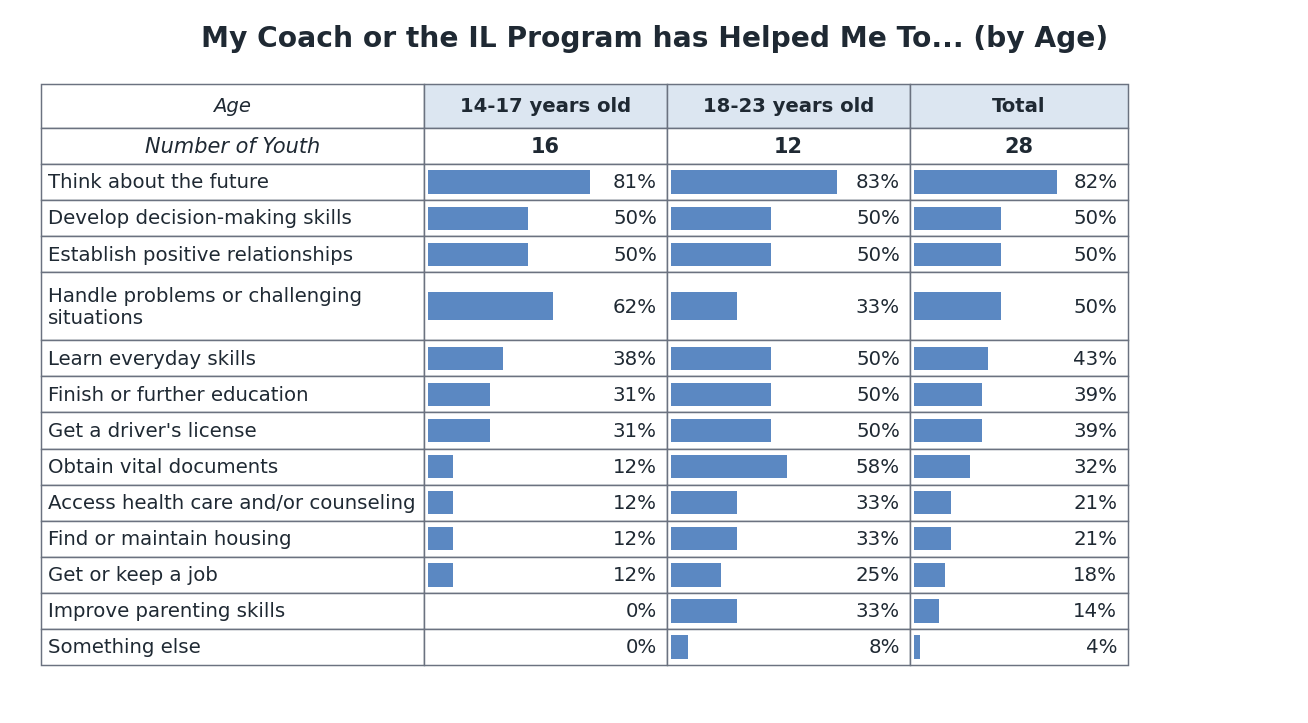 My Coach or the IL Program has Helped Me To... (by Age)
Age 14-17 years old 18-23 years old Total
Number of Youth 16 12 28
Think about the future 81% 83% 82%
Develop decision-making skills 50% 50% 50%
Establish positive relationships 50% 50% 50%
Handle problems or challenging
situations 62% 33% 50%
Learn everyday skills 38% 50% 43%
Finish or further education 31% 50% 39%
Get a driver's license 31% 50% 39%
Obtain vital documents 12% 58% 32%
Access health care and/or counseling 12% 33% 21%
Find or maintain housing 12% 33% 21%
Get or keep a job 12% 25% 18%
Improve parenting skills 0% 33% 14%
Something else 0% 8% 4%